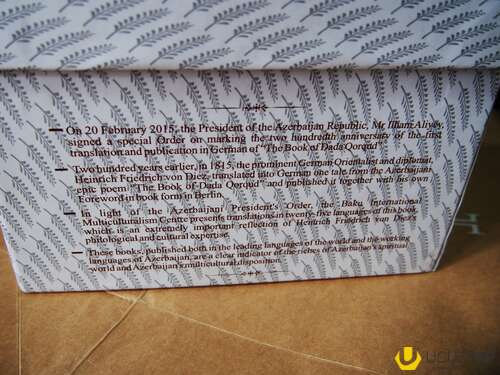 On 20 February 2015, the President of the Azerbaijan Republic, Mr Ilham Aliyev,
signed a special Order on marking the two hundredth anniversary of the first
translation and publication in German of "The Book of Dada Qorqud"
Two hundred years earlier, in 1815, the prominent German Orientalist and diplomat,
Heinrich Friedrich von Diez, translated into German one tale from the Azerbaijani
epic poem "The Book of Dada Qorqud" and published it together with his own
Foreword in book form in Berlin.
In light of the Azerbaijani President's Order, the Baku International
Multiculturalism Centre presents translations in twenty-five languages of this book,
which is an extremely important reflection of Heinrich Friedrich von Diez's
philological and cultural expertise.
These books, published both in the leading languages of the world and the working
languages of Azerbaijan, are a clear indicator of the riches of Azerbaijan's spiritual
world and Azerbaijan's multicultural disposition.